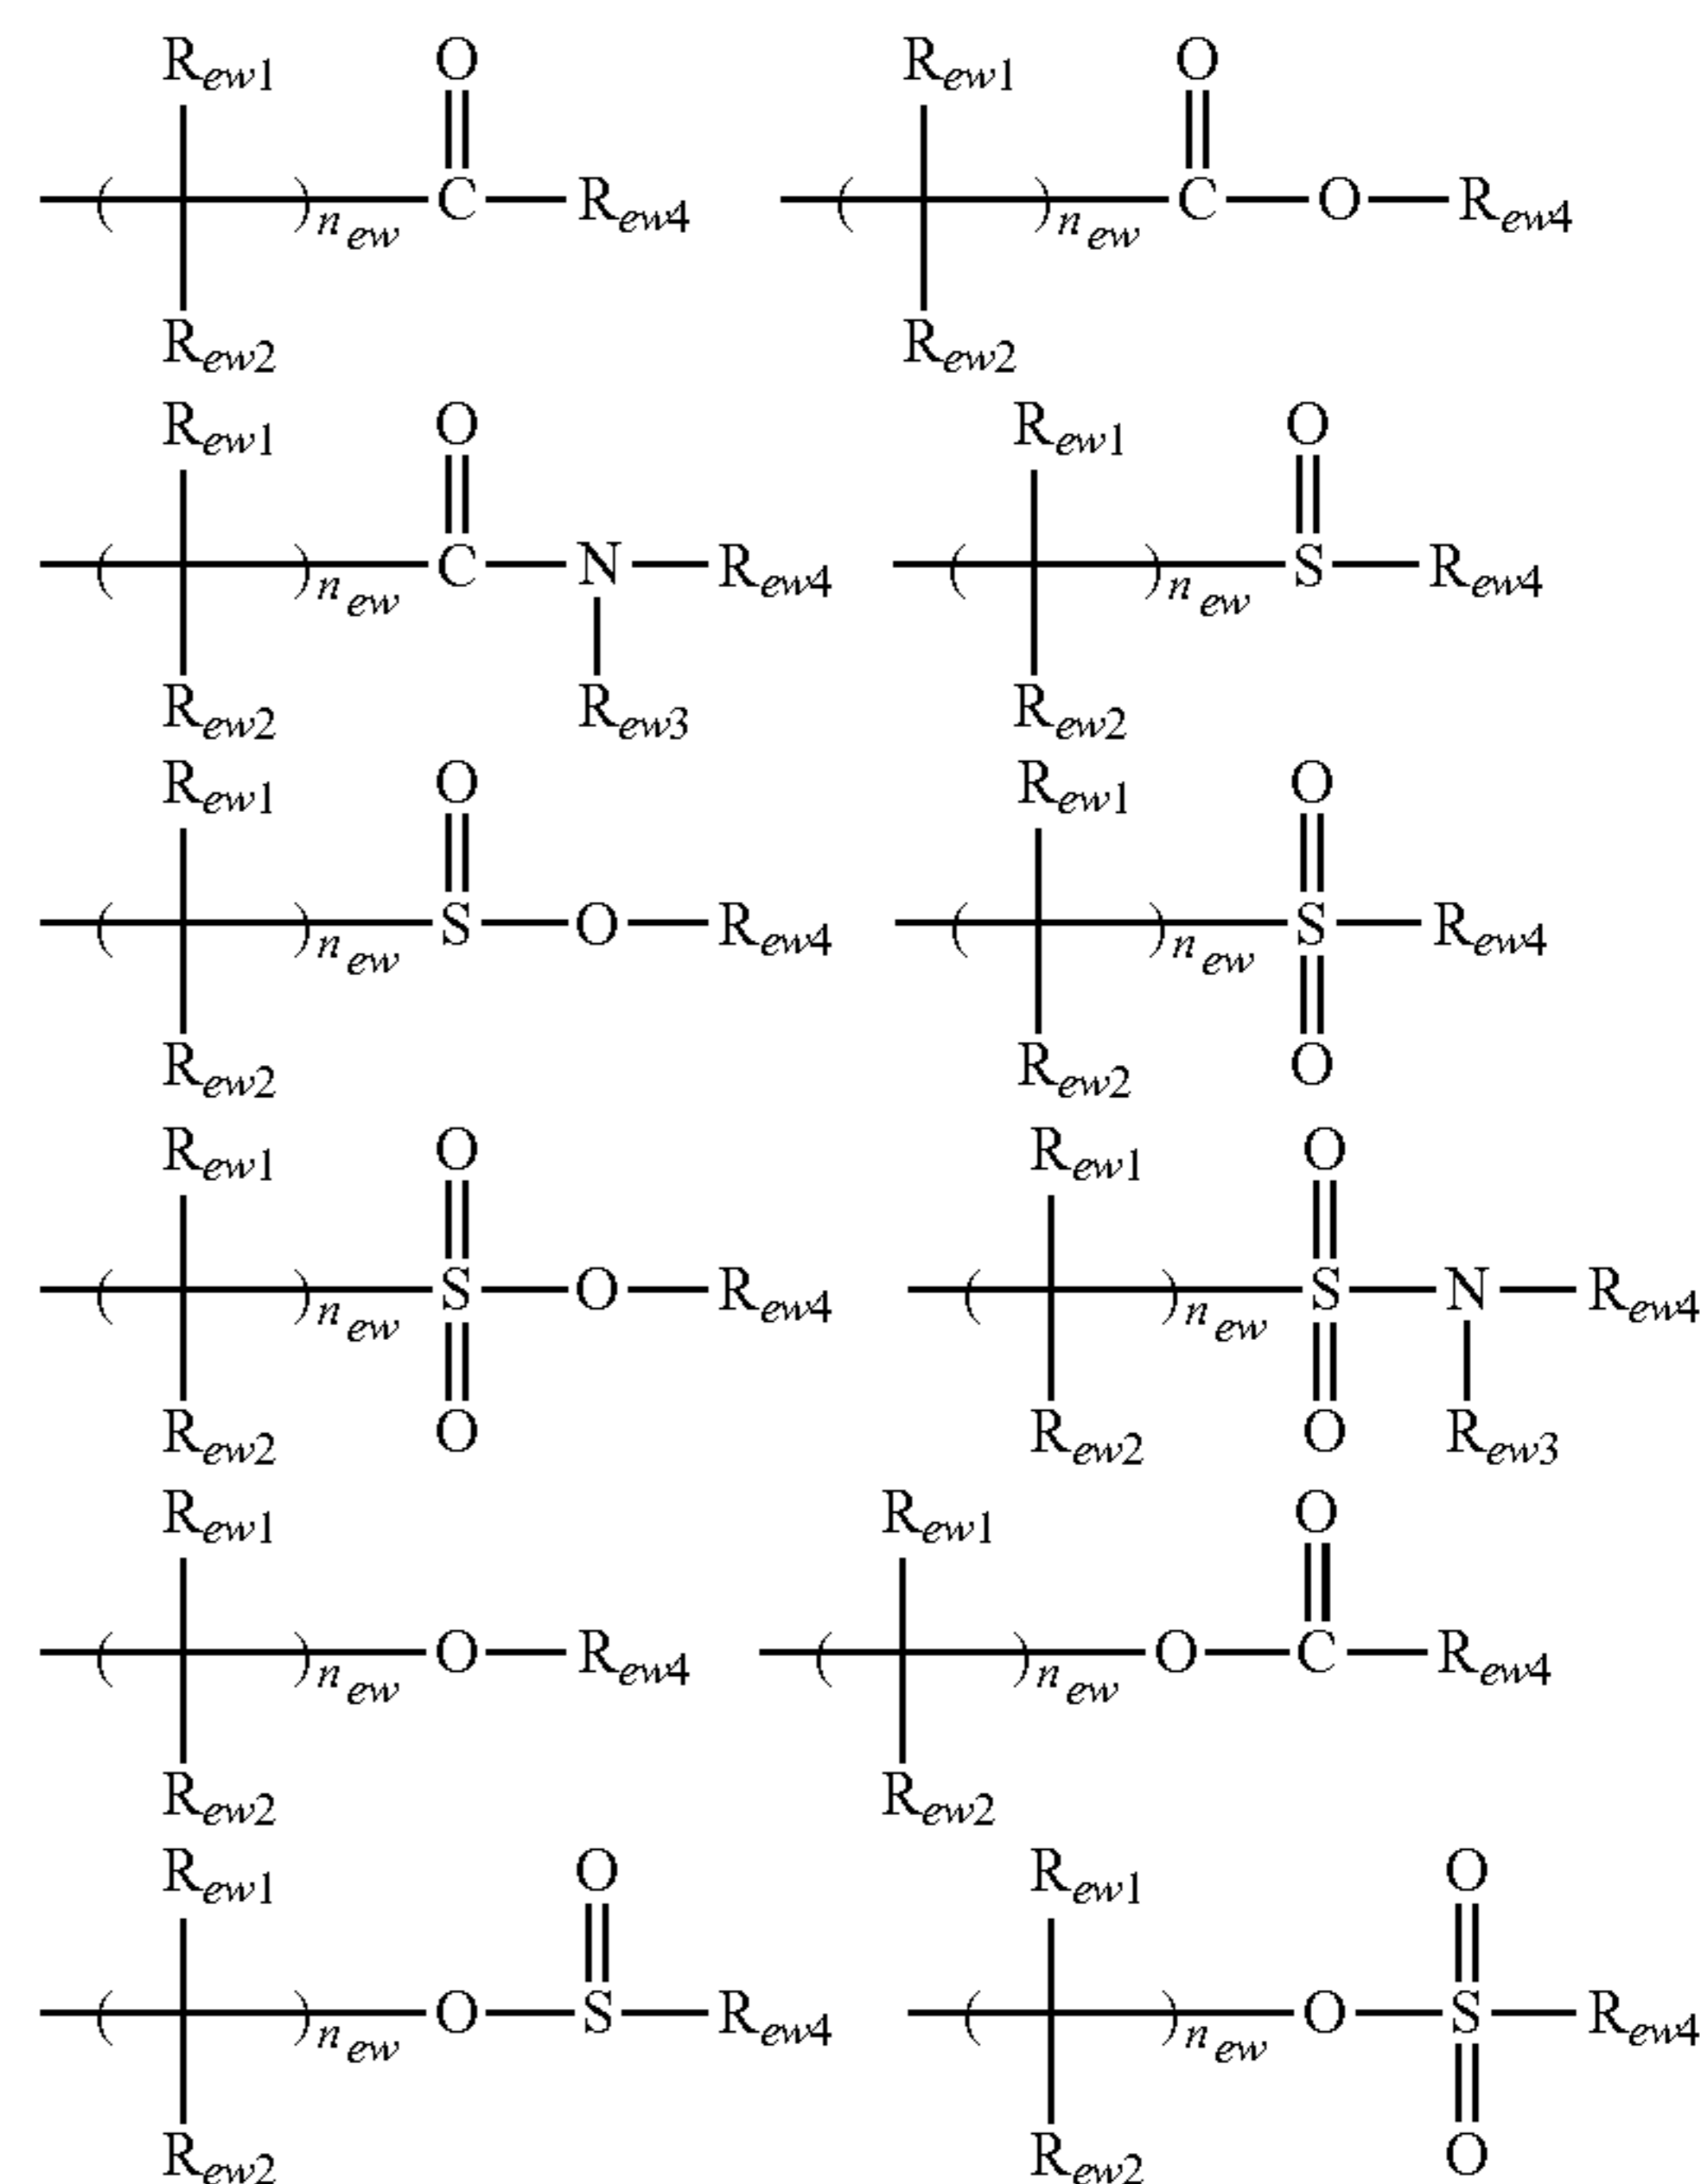 R_ew1 O R_ew1 O
( )n_ew C R_ew4 ( )n_ew C O R_ew4
R_ew2 R_ew2
R_ew1 O R_ew1 O
( )n_ew C N R_ew4 ( )n_ew S R_ew4
R_ew2 R_ew3 R_ew2
R_ew1 O R_ew1 O
( )n_ew S O R_ew4 ( )n_ew S R_ew4
R_ew2 R_ew2 O
R_ew1 O R_ew1 O
( )n_ew S O R_ew4 ( )n_ew S N R_ew4
R_ew2 O R_ew2 O R_ew3
R_ew1 R_ew1 O
( )n_ew O R_ew4 ( )n_ew O C R_ew4
R_ew2 R_ew2
R_ew1 O R_ew1 O
( )n_ew O S R_ew4 ( )n_ew O S R_ew4
R_ew2 R_ew2 O